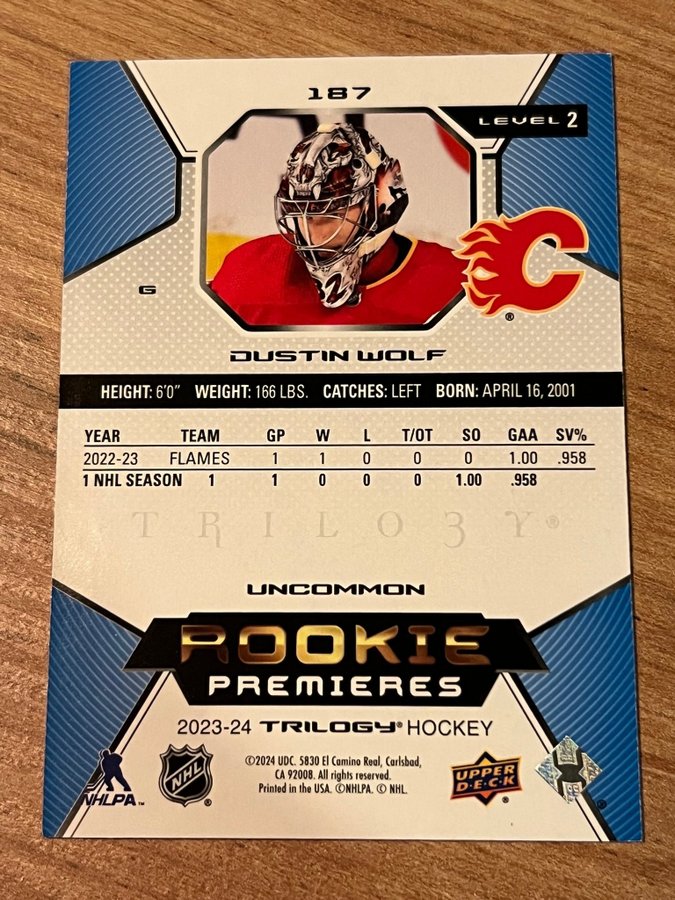 187
LEVEL 2
C
®
G
DUSTIN WOLF
HEIGHT: 6'0" WEIGHT: 166 LBS. CATCHES: LEFT BORN: APRIL 16, 2001
YEAR TEAM GP W L T/OT SO GAA SV%
2022-23 FLAMES 1 1 0 0 0 1.00 .958
1 NHL SEASON 1 1 0 0 0 1.00 .958
TRILO3Y®
UNCOMMON
ROOKIE
PREMIERES
2023-24 TRILOGY® HOCKEY
©2024 UDC. 5830 El Camino Real, Carlsbad,
CA 92008. All rights reserved.
Printed in the USA. ©NHLPA. © NHL.
NHLPA™
NHL ®
UPPER
DECK ®
®